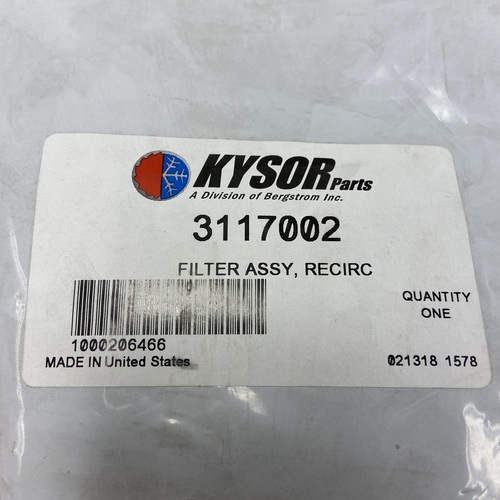 KYSOR Parts
A Division of Bergstrom Inc.
3117002
FILTER ASSY, RECIRC
QUANTITY
ONE
1000206466
MADE IN United States
021318 1578